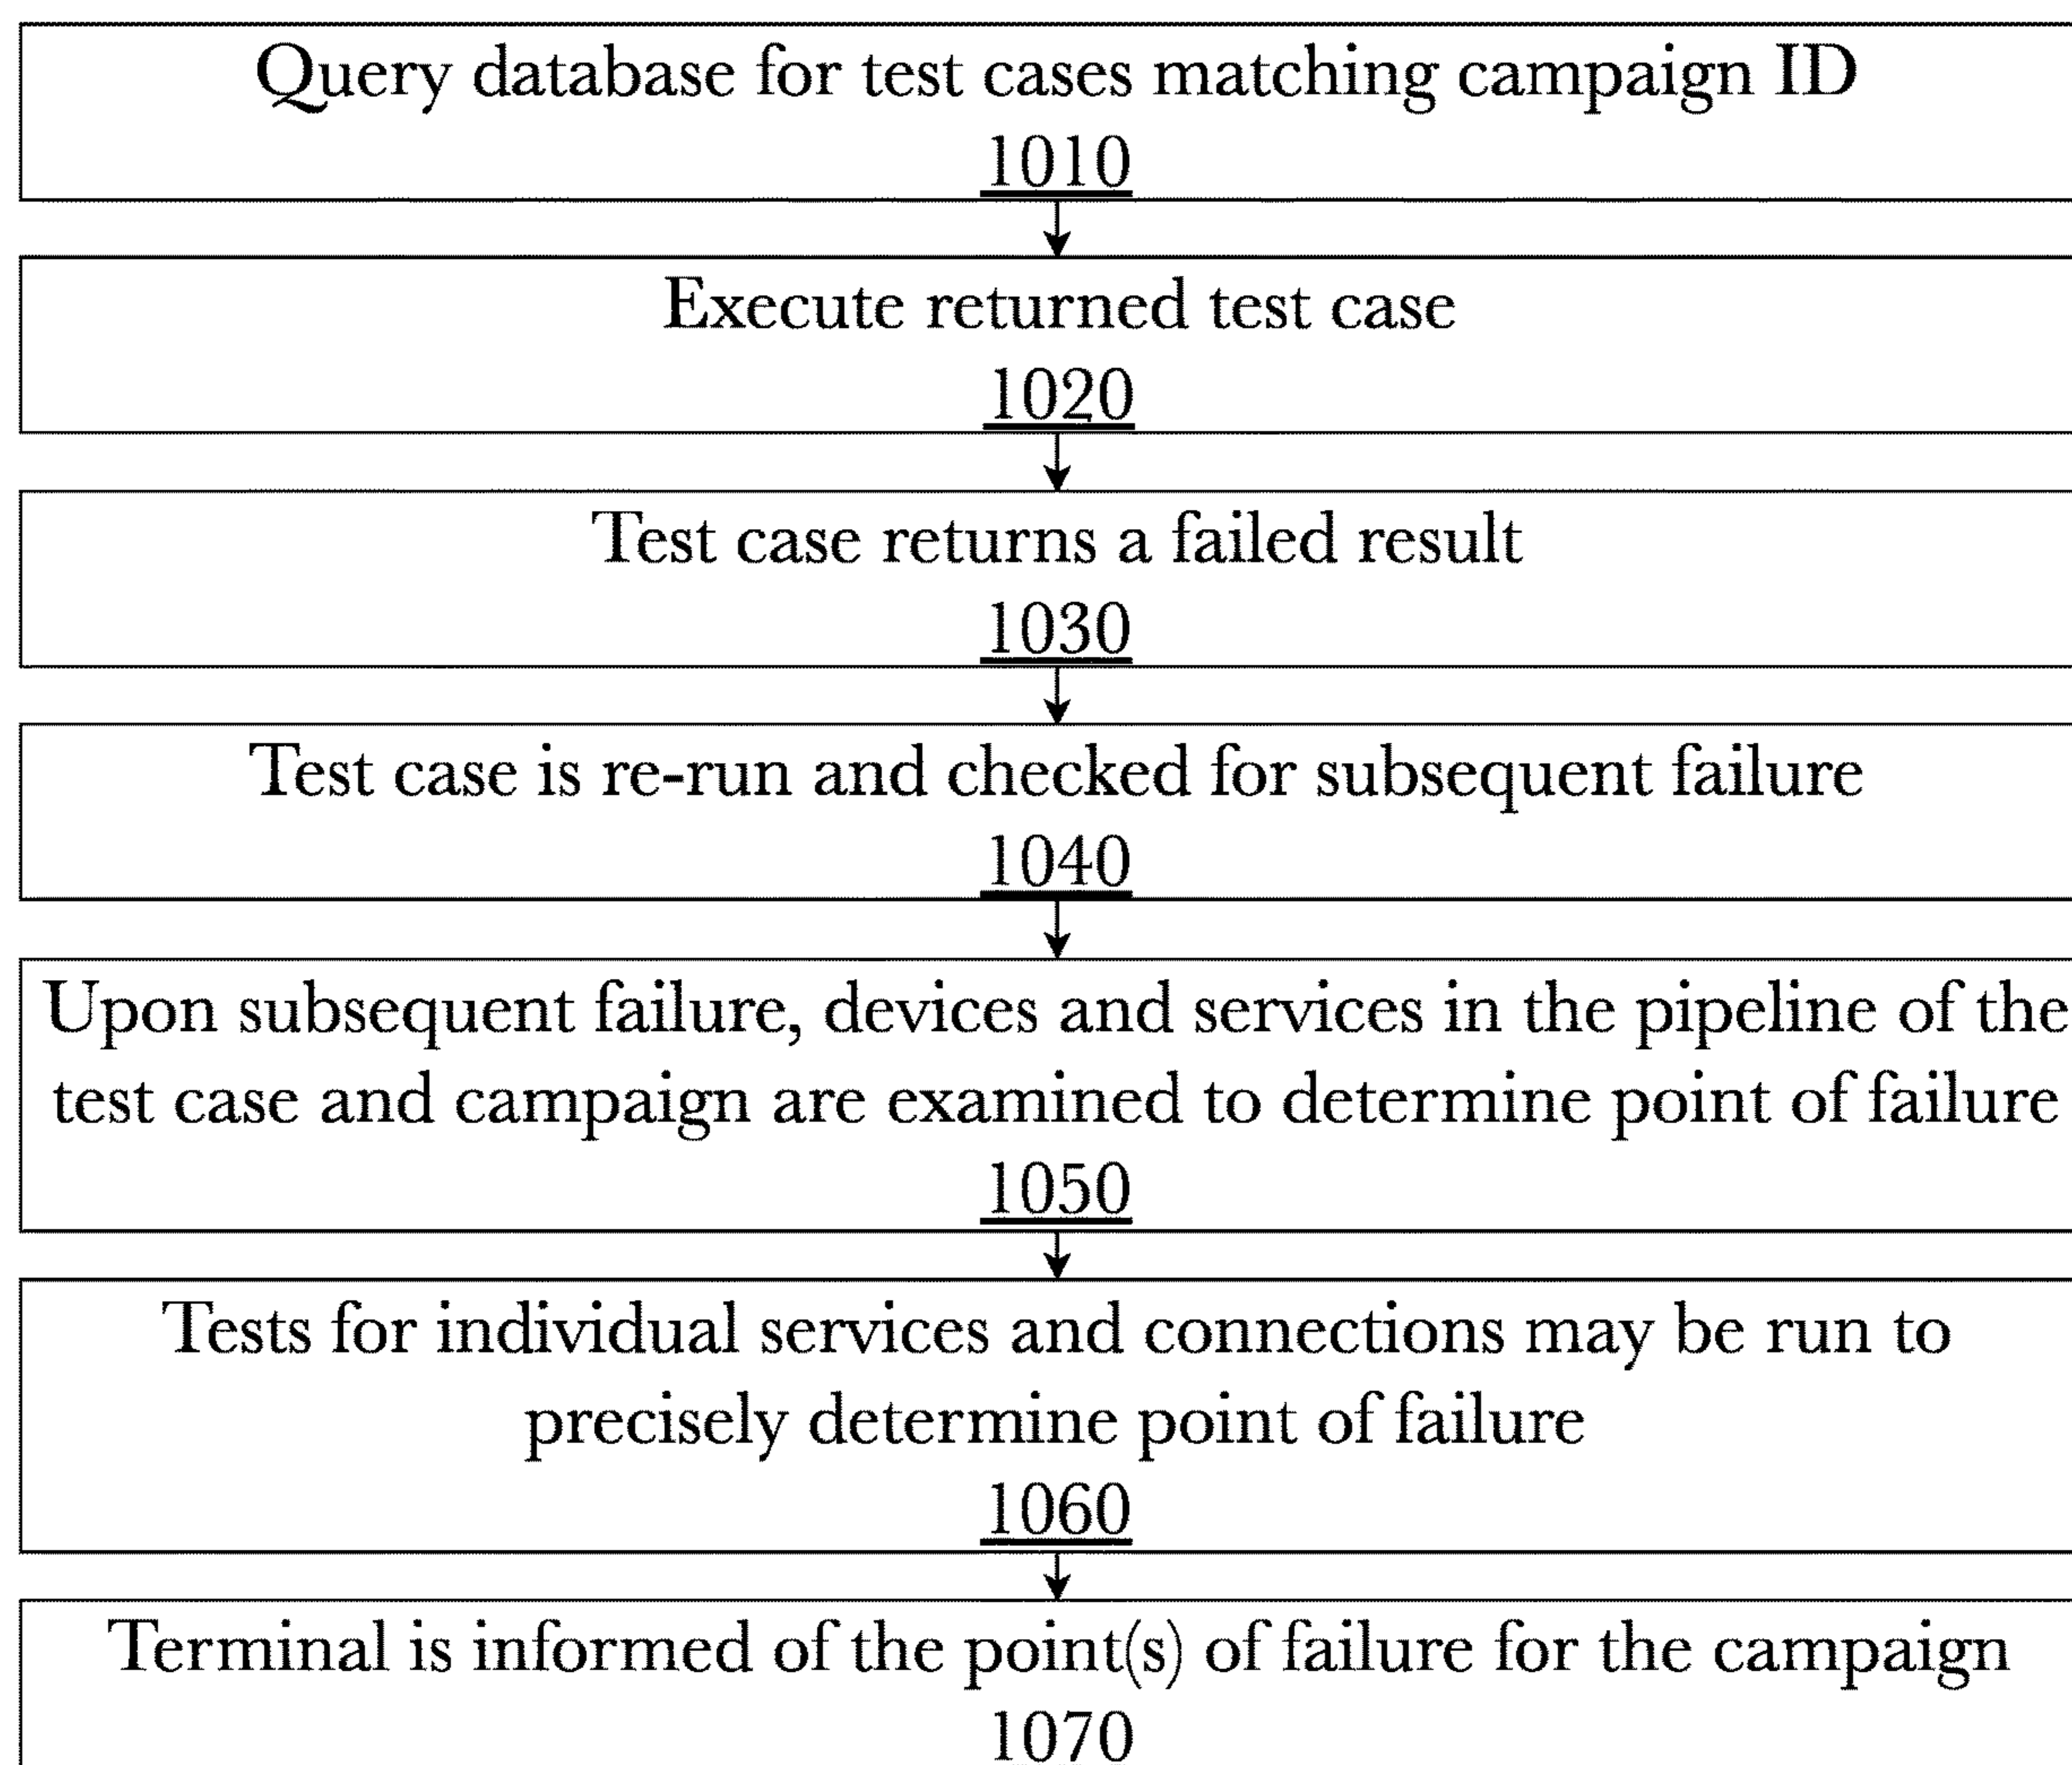 Query database for test cases matching campaign ID
1010
Execute returned test case
1020
Test case returns a failed result
1030
Test case is re-run and checked for subsequent failure
1040
Upon subsequent failure, devices and services in the pipeline of the
test case and campaign are examined to determine point of failure
1050
Tests for individual services and connections may be run to
precisely determine point of failure
1060
Terminal is informed of the point(s) of failure for the campaign
1070